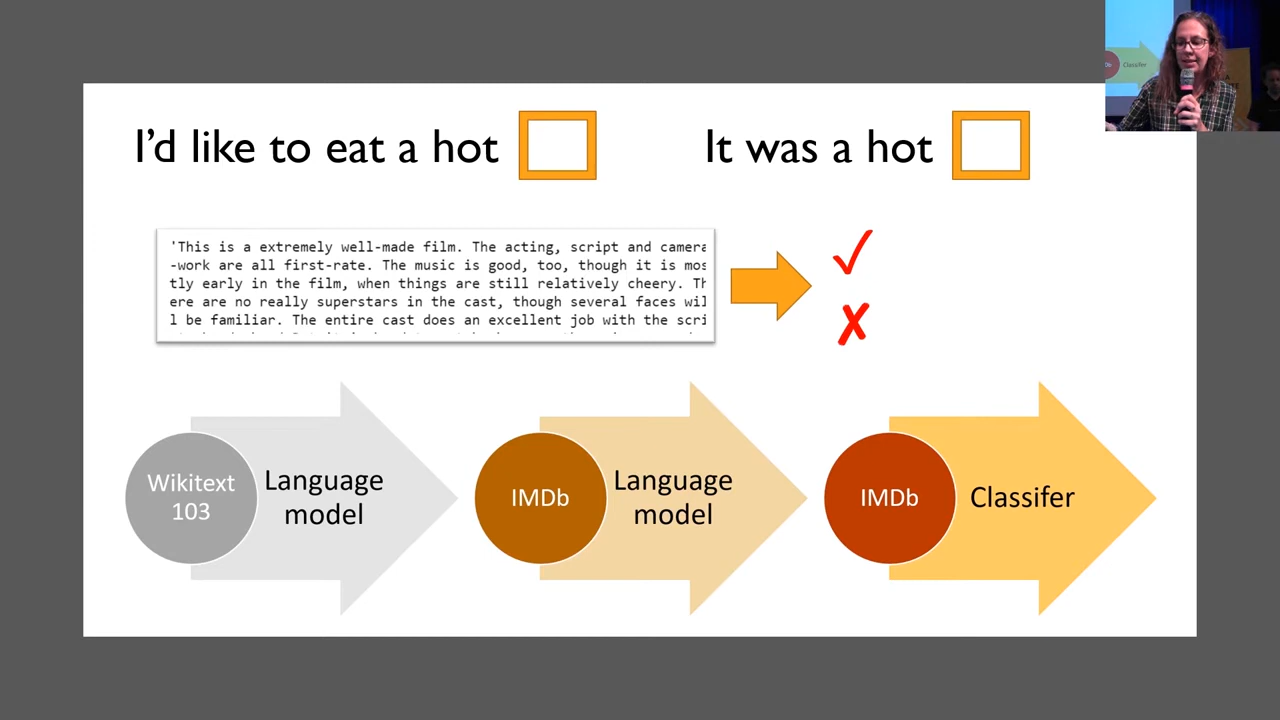 I'd like to eat a hot
It was a hot
'This is a extremely well-made film. The acting, script and camera
-work are all first-rate. The music is good, too, though it is mos
tly early in the film, when things are still relatively cheery. Th
ere are no really superstars in the cast, though several faces wil
l be familiar. The entire cast does an excellent job with the scri
Wikitext
103
Language
model
IMDb
Language
model
IMDb
Classifer
Classifer